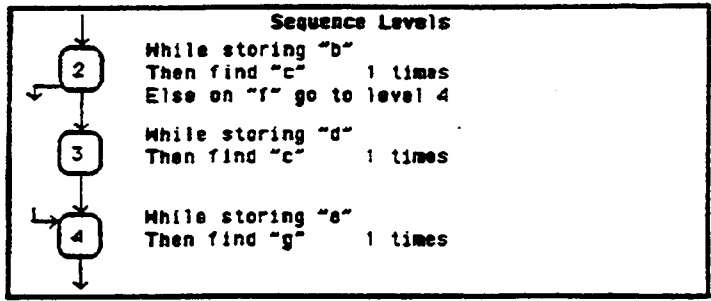 Sequence Levels
While storing "b"
2 Then find "c" 1 times
Else on "f" go to level 4
While storing "d"
3 Then find "c" 1 times
While storing "a"
4 Then find "g" 1 times